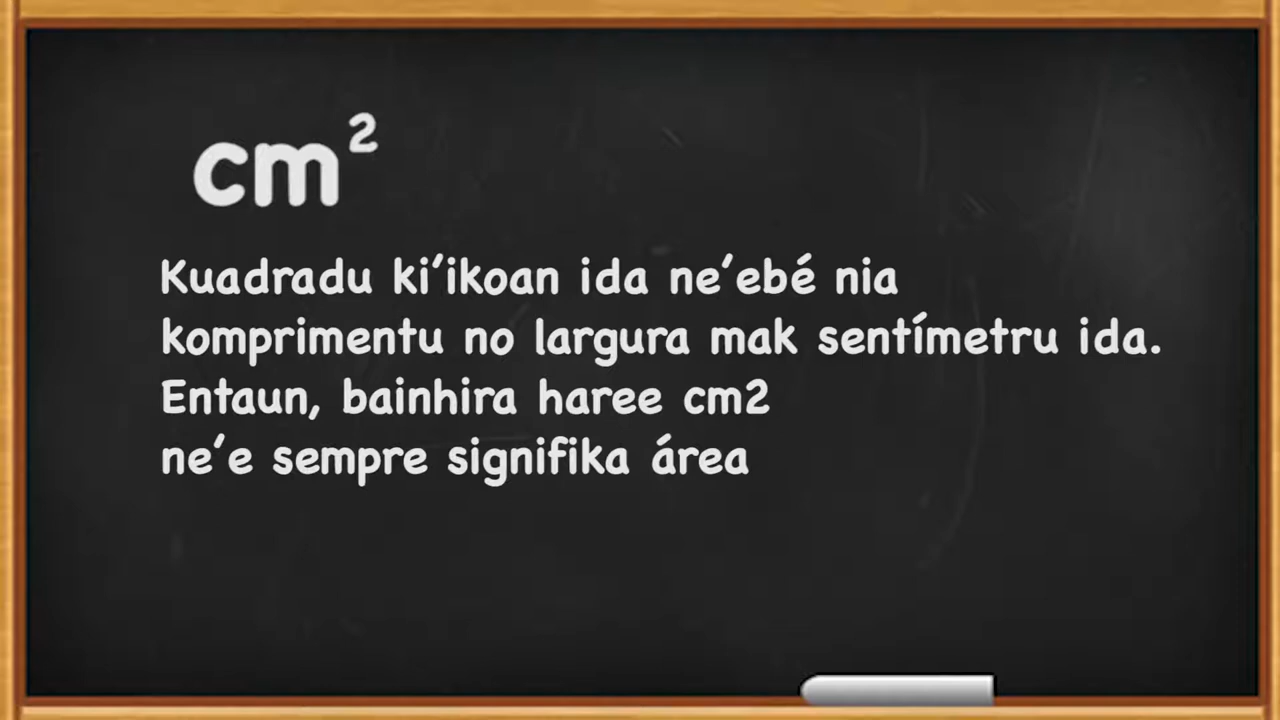 cm²
Kuadradu ki’ikoan ida ne’ebé nia
komprimentu no largura mak sentímetru ida.
Entaun, bainhira haree cm2
ne’e sempre signifika área